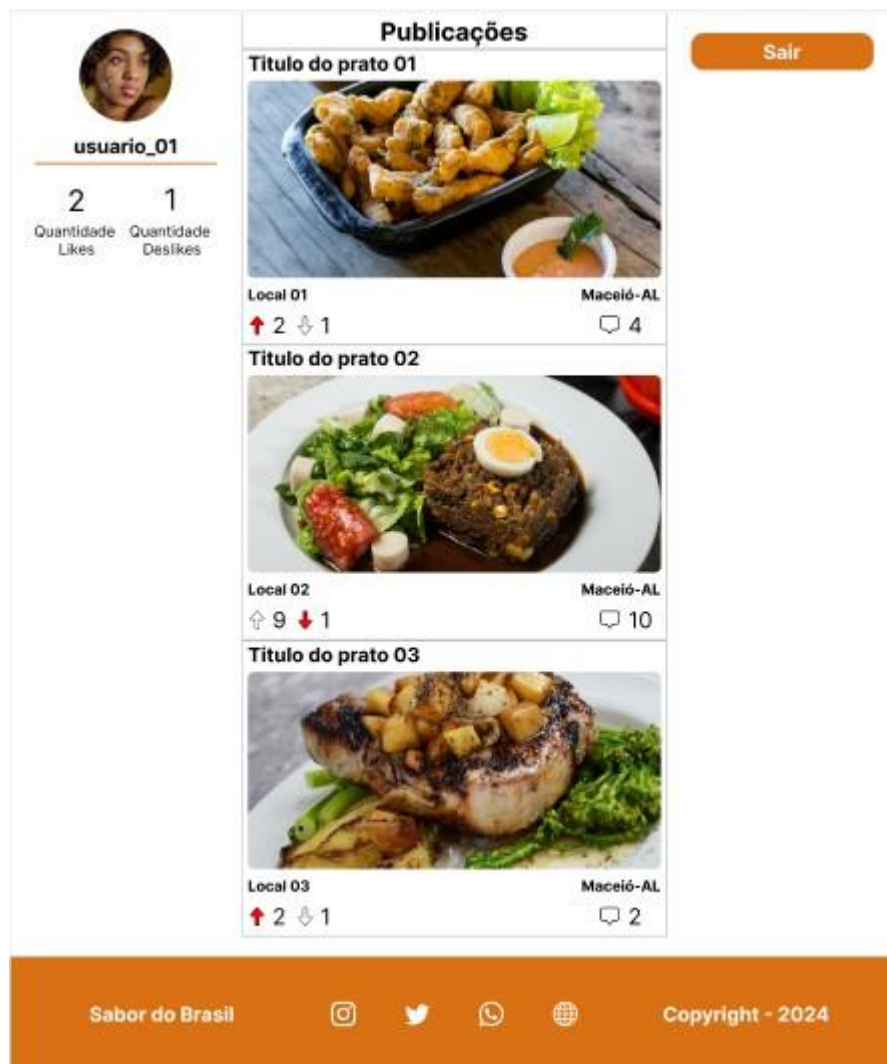 usuario_01
2 1
Quantidade Likes
Quantidade Deslikes
Publicações
Titulo do prato 01
Local 01 Maceió-AL
2 1 4
Titulo do prato 02
Local 02 Maceió-AL
9 1 10
Titulo do prato 03
Local 03 Maceió-AL
2 1 2
Sair
Sabor do Brasil Copyright - 2024